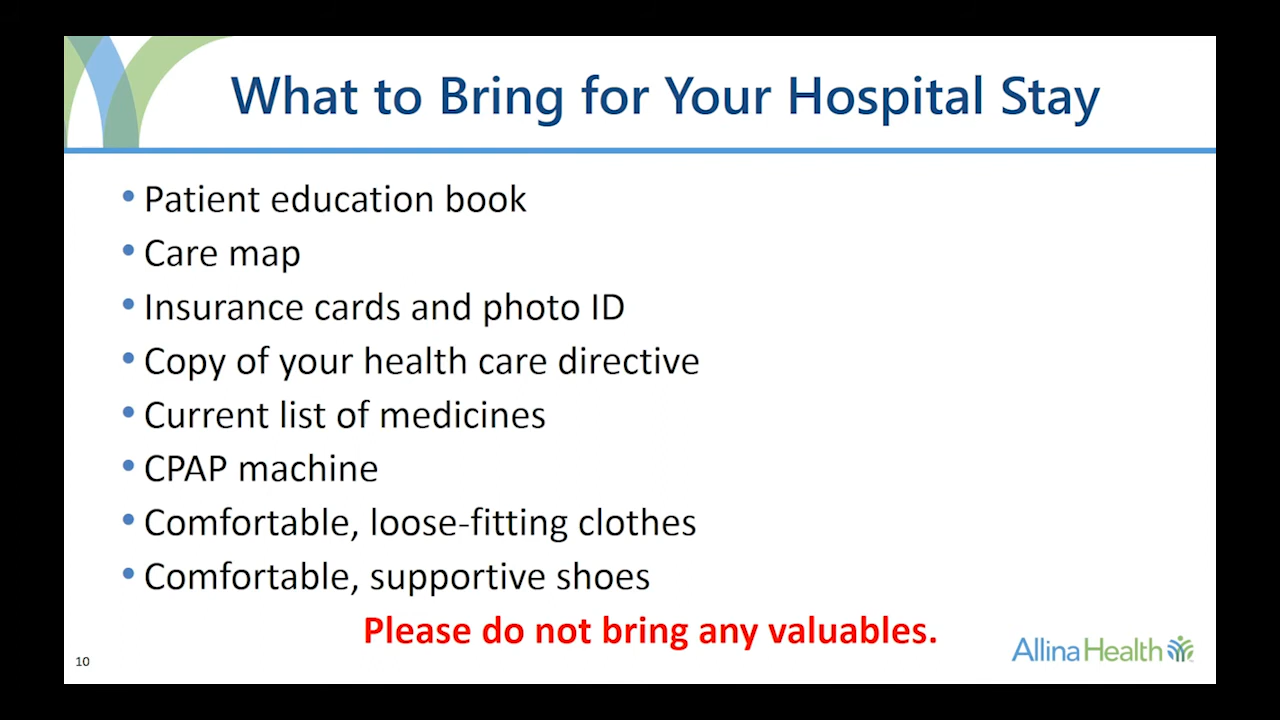 What to Bring for Your Hospital Stay
• Patient education book
• Care map
• Insurance cards and photo ID
• Copy of your health care directive
• Current list of medicines
• CPAP machine
• Comfortable, loose-fitting clothes
• Comfortable, supportive shoes
Please do not bring any valuables.
10
Allina Health